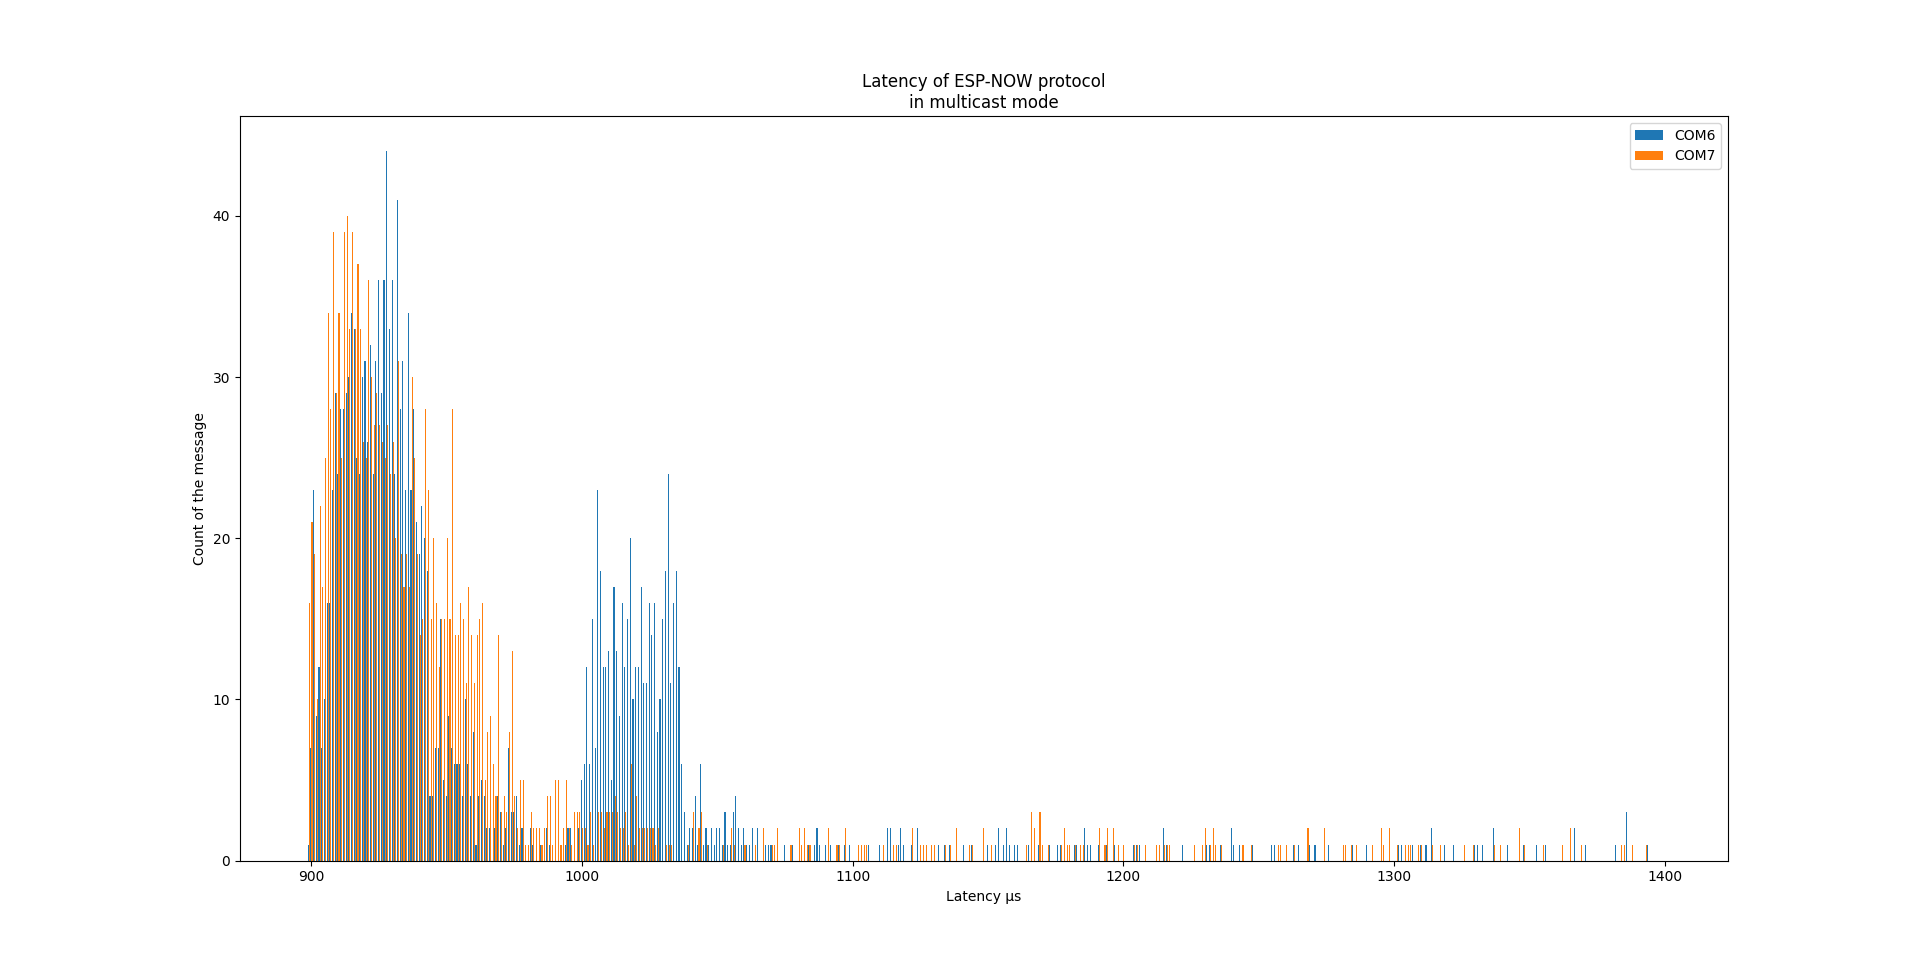 Latency of ESP-NOW protocol
in multicast mode
COM6
COM7
Count of the message
40
30
20
10
0
900
1000
1100
1200
1300
1400
Latency µs